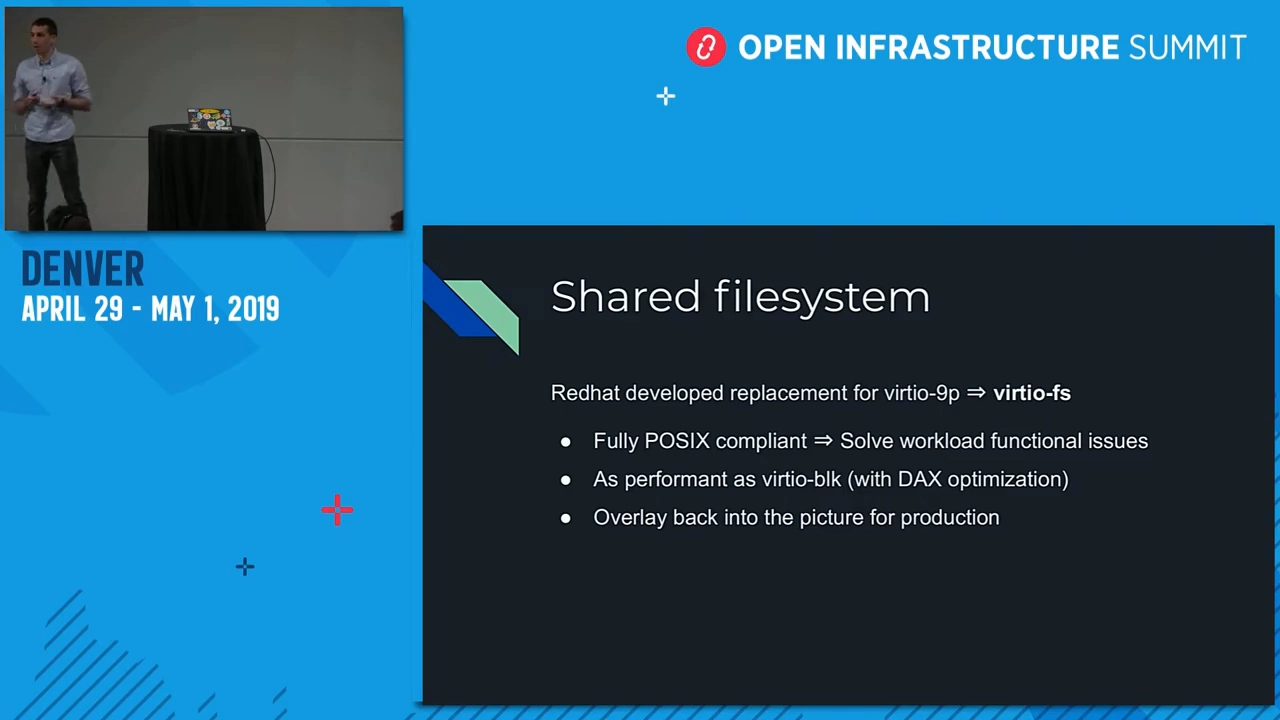 OPEN INFRASTRUCTURE SUMMIT
DENVER
APRIL 29 - MAY 1, 2019
Shared filesystem
Redhat developed replacement for virtio-9p ⇒ virtio-fs
● Fully POSIX compliant ⇒ Solve workload functional issues
● As performant as virtio-blk (with DAX optimization)
● Overlay back into the picture for production